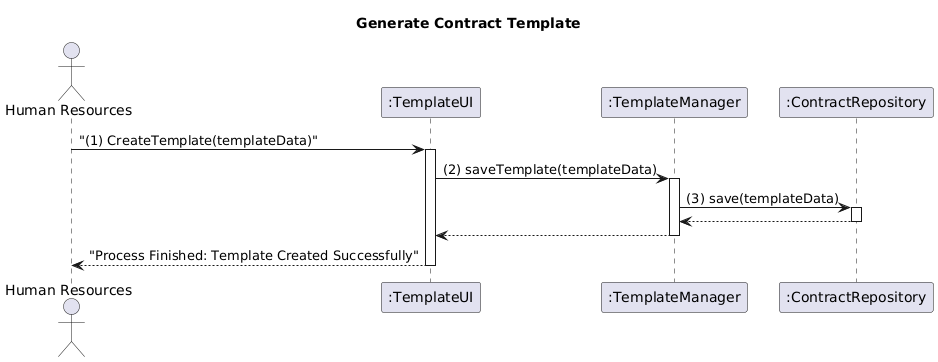 Generate Contract Template
Human Resources
:TemplateUI
:TemplateManager
:ContractRepository
"(1) CreateTemplate(templateData)"
(2) saveTemplate(templateData)
(3) save(templateData)
"Process Finished: Template Created Successfully"
Human Resources
:TemplateUI
:TemplateManager
:ContractRepository